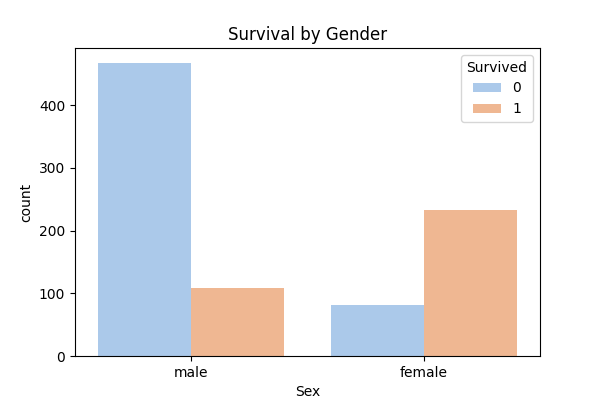 Survival by Gender
Survived
0
1
400
300
200
100
0
count
male
female
Sex